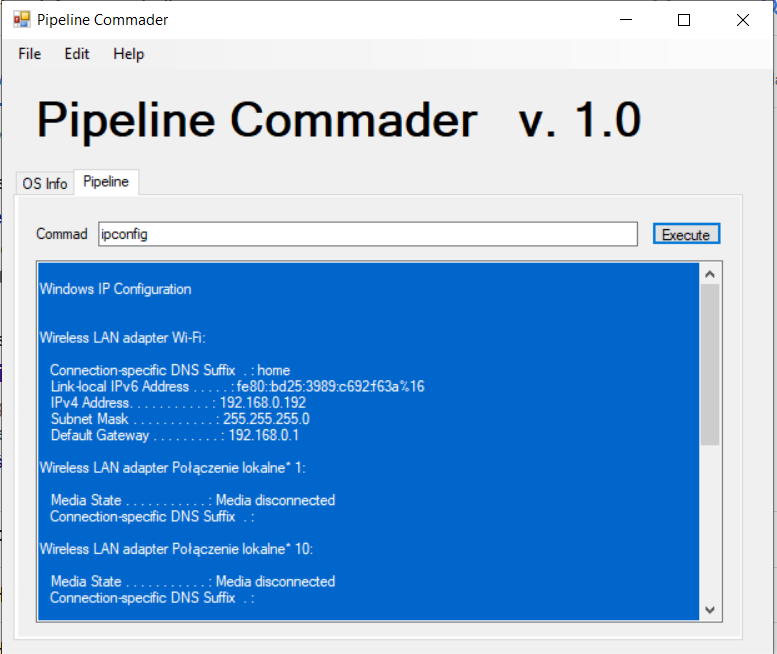 Pipeline Commader
File Edit Help
Pipeline Commader v. 1.0
OS Info Pipeline
Commad ipconfig Execute
Windows IP Configuration
Wireless LAN adapter Wi-Fi:
Connection-specific DNS Suffix . : home
Link-local IPv6 Address . . . . . : fe80::bd25:3989:c692:f63a%16
IPv4 Address. . . . . . . . . . . : 192.168.0.192
Subnet Mask . . . . . . . . . . . : 255.255.255.0
Default Gateway . . . . . . . . . : 192.168.0.1
Wireless LAN adapter Połączenie lokalne* 1:
Media State . . . . . . . . . . . : Media disconnected
Connection-specific DNS Suffix . :
Wireless LAN adapter Połączenie lokalne* 10:
Media State . . . . . . . . . . . : Media disconnected
Connection-specific DNS Suffix . :